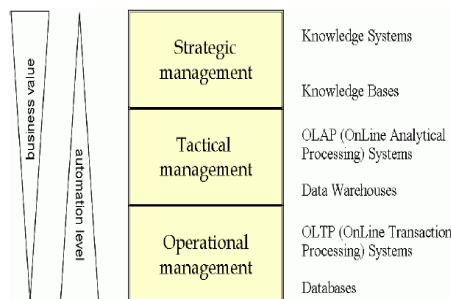 business value
automation level
Strategic
management
Tactical
management
Operational
management
Knowledge Systems
Knowledge Bases
OLAP (OnLine Analytical
Processing) Systems
Data Warehouses
OLTP (OnLine Transaction
Processing) Systems
Databases